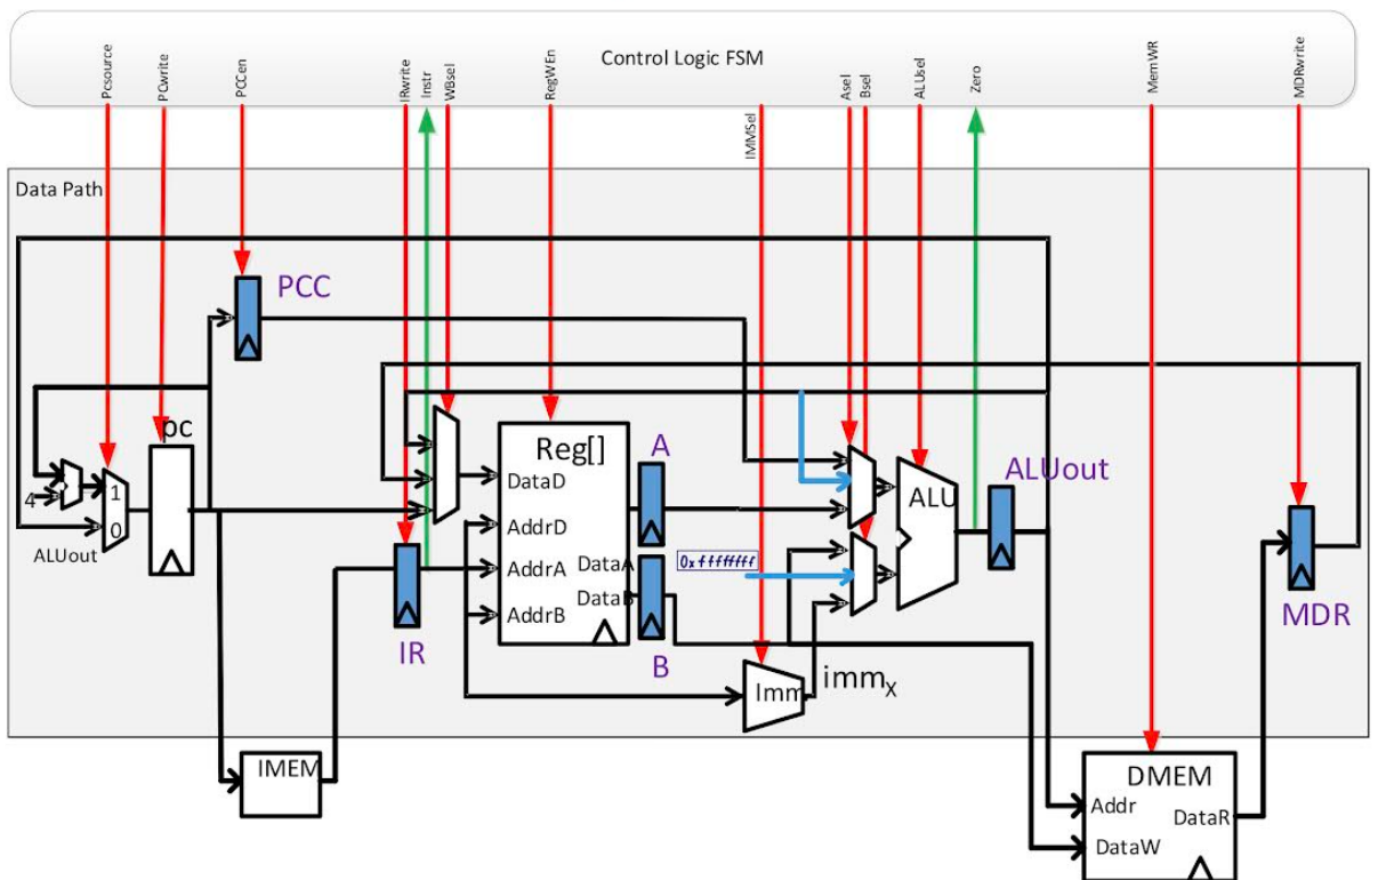 Control Logic FSM
Pcsource
PCwrite
PCCen
IRwrite
Instr
WBsel
RegWEn
IMMSel
Asel
Bsel
ALUsel
Zero
MemWR
MDRwrite
Data Path
PCC
pc
Reg[]
A
ALUout
1
4
0
ALUout
DataD
AddrD
AddrA
DataA
AddrB
DataB
0xffffffff
ALU
IR
B
Imm
immX
MDR
IMEM
DMEM
Addr
DataR
DataW